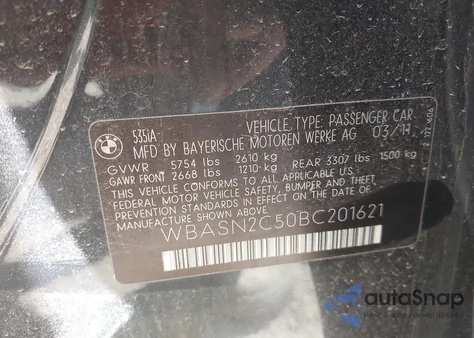 535iA
VEHICLE TYPE: PASSENGER CAR
MFD BY BAYERISCHE MOTOREN WERKE AG 03/11
GVWR 5754 lbs 2610 kg
GAWR FRONT 2668 lbs 1210 kg REAR 3307 lbs 1500 kg
THIS VEHICLE CONFORMS TO ALL APPLICABLE
FEDERAL MOTOR VEHICLE SAFETY, BUMPER, AND
THEFT PREVENTION STANDARDS IN EFFECT ON THE DATE OF
MANUFACTURE SHOWN ABOVE
WBASN2C50BC201621
autoSnap